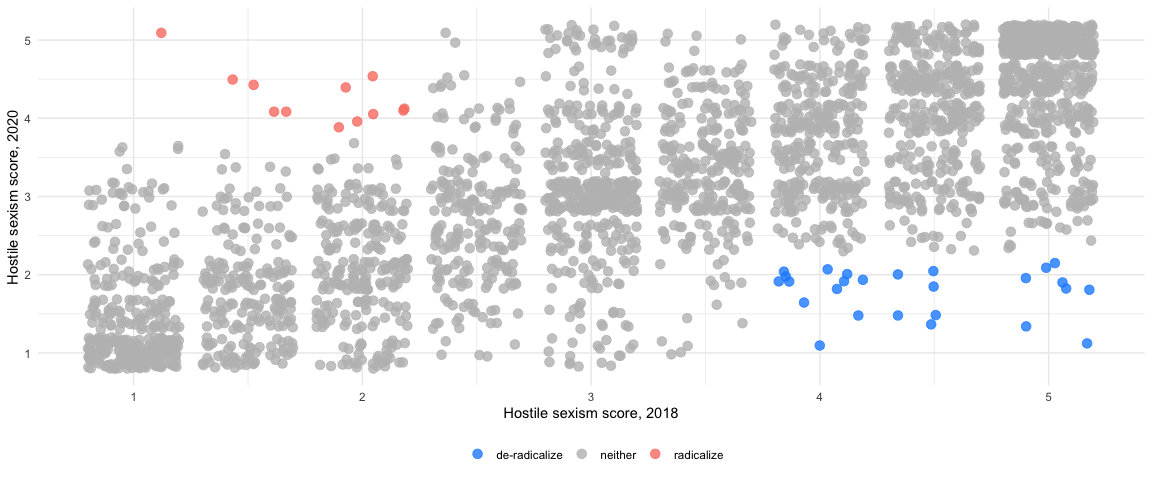 Hostile sexism score, 2020
5
4
3
2
1
1 2 3 4 5
Hostile sexism score, 2018
de-radicalize neither radicalize